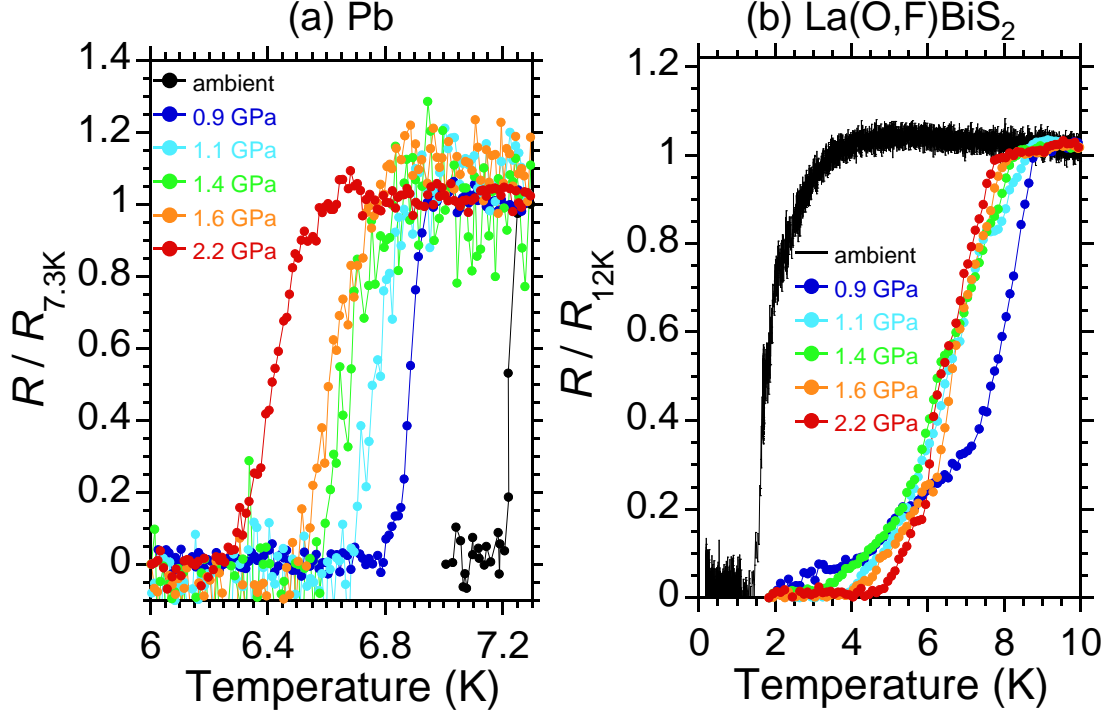 (a) Pb
R / R7.3K
1.4
1.2
1
0.8
0.6
0.4
0.2
0
ambient
0.9 GPa
1.1 GPa
1.4 GPa
1.6 GPa
2.2 GPa
6
6.4
6.8
7.2
Temperature (K)
(b) La(O,F)BiS2
R / R12K
1.2
1
0.8
0.6
0.4
0.2
0
ambient
0.9 GPa
1.1 GPa
1.4 GPa
1.6 GPa
2.2 GPa
0
2
4
6
8
10
Temperature (K)